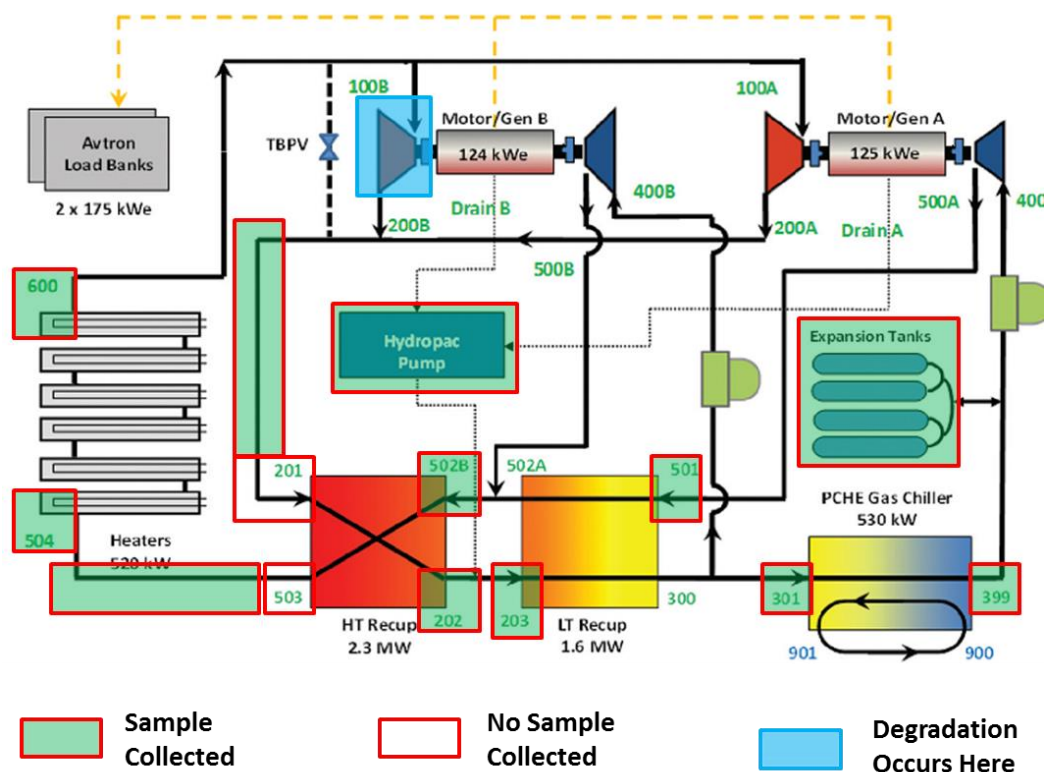 100B
Motor/Gen B
100A
Motor/Gen A
Avtron
Load Banks
TBPV
124 kWe
125 kWe
2 x 175 kWe
400B
500A
400
Drain B
200B
200A
Drain A
500B
600
Hydropac
Pump
Expansion Tanks
201
502B
502A
501
PCHE Gas Chiller
530 kW
504
Heaters
520 kW
503
202
203
300
301
399
HT Recup
2.3 MW
LT Recup
1.6 MW
901
900
Sample
Collected
No Sample
Collected
Degradation
Occurs Here